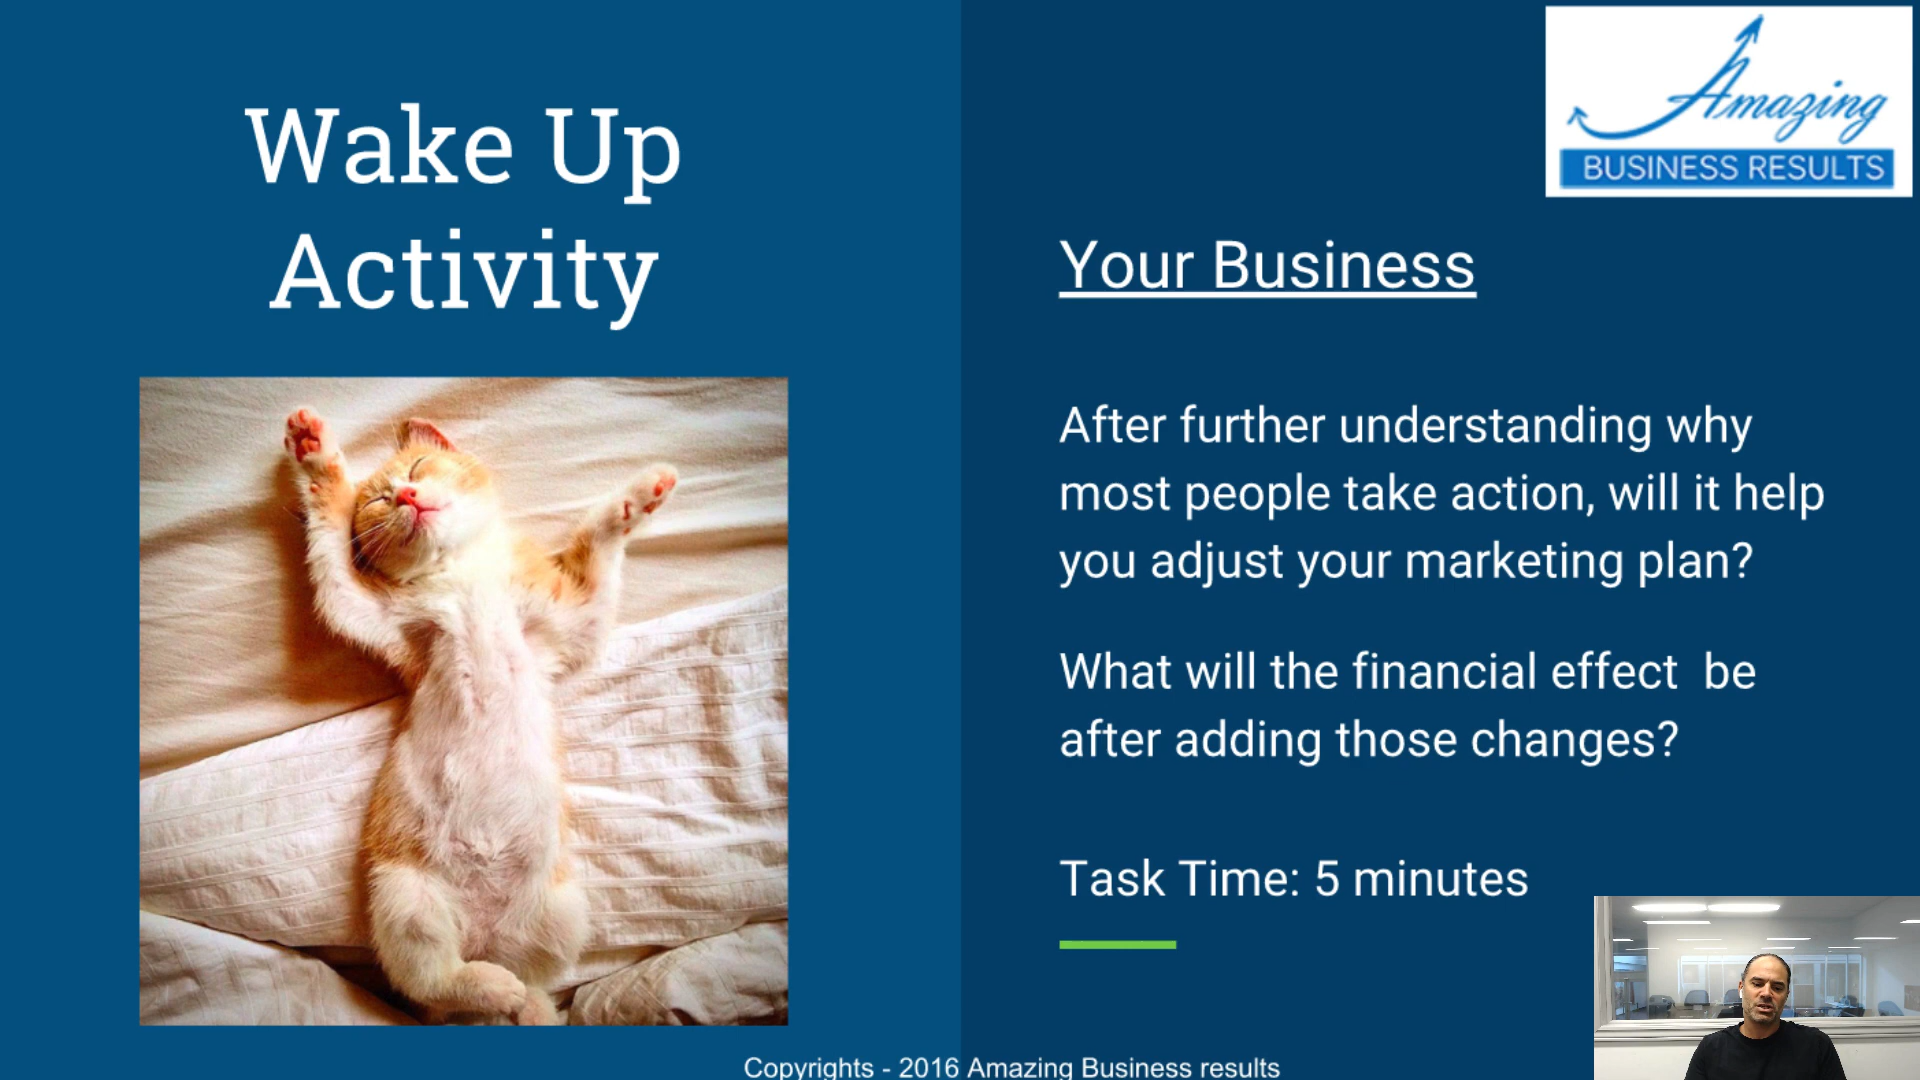 Wake Up
Activity
Amazing
BUSINESS RESULTS
Your Business
After further understanding why
most people take action, will it help
you adjust your marketing plan?
What will the financial effect  be
after adding those changes?
Task Time: 5 minutes
Copyrights - 2016 Amazing Business results